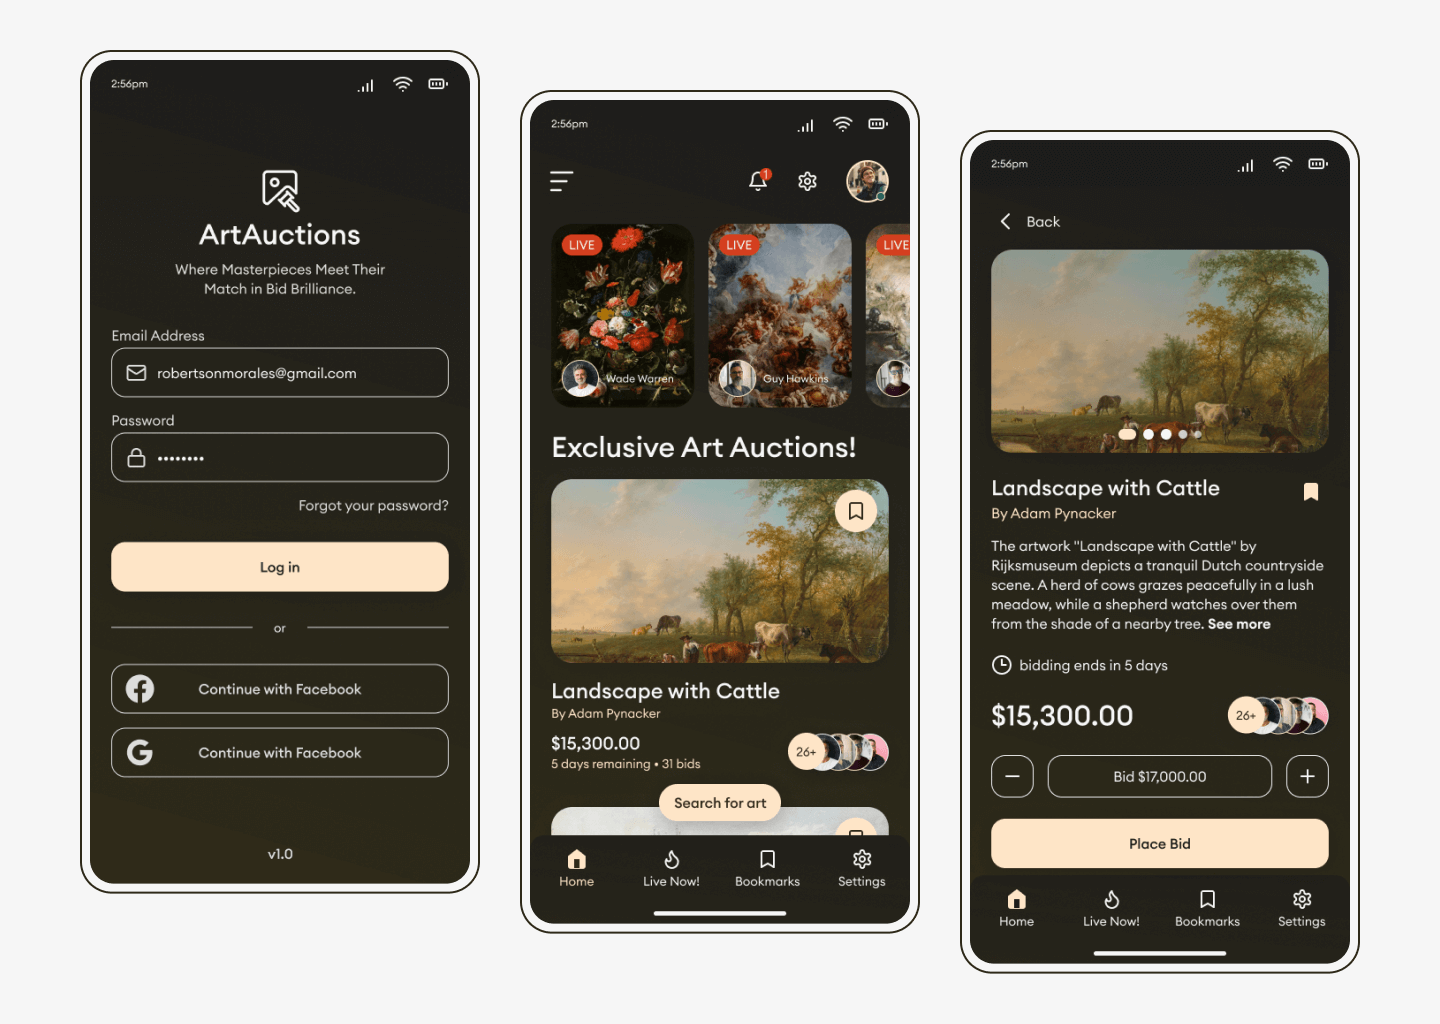 2:56pm
ArtAuctions
Where Masterpieces Meet Their
Match in Bid Brilliance.
Email Address
robertsonmorales@gmail.com
Password
••••••••
Forgot your password?
Log in
or
Continue with Facebook
Continue with Facebook
v1.0
2:56pm
1
LIVE
LIVE
LIVE
Wade Warren
Guy Hawkins
Exclusive Art Auctions!
Landscape with Cattle
By Adam Pynacker
$15,300.00
5 days remaining • 31 bids
26+
Search for art
Home
Live Now!
Bookmarks
Settings
2:56pm
Back
Landscape with Cattle
By Adam Pynacker
The artwork "Landscape with Cattle" by
Rijksmuseum depicts a tranquil Dutch countryside
scene. A herd of cows grazes peacefully in a lush
meadow, while a shepherd watches over them
from the shade of a nearby tree. See more
bidding ends in 5 days
$15,300.00
26+
Bid $17,000.00
Place Bid
Home
Live Now!
Bookmarks
Settings